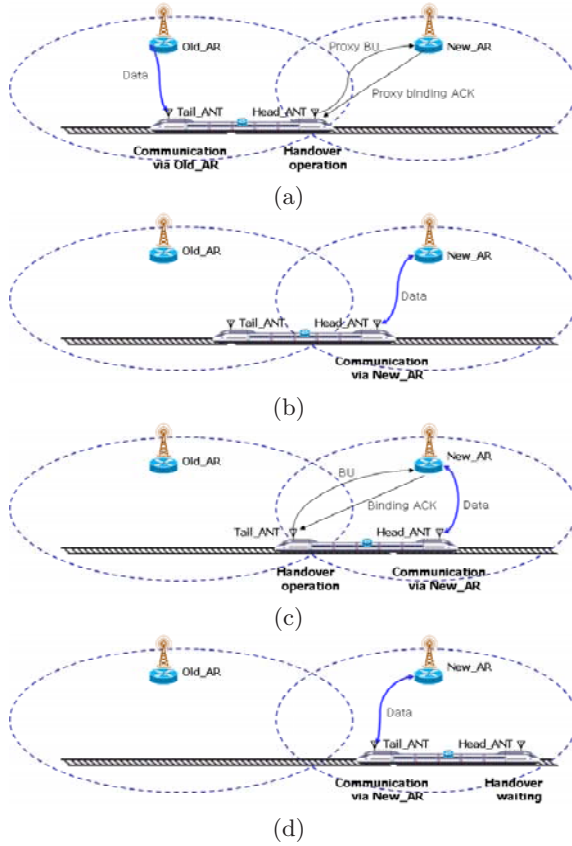 Old_AR
New_AR
Proxy BU
Data
Proxy binding ACK
Tail_ANT
Head_ANT
Communication
via Old_AR
Handover
operation
(a)
Old_AR
New_AR
Data
Tail_ANT
Head_ANT
Communication
via New_AR
(b)
Old_AR
New_AR
BU
Binding ACK
Data
Tail_ANT
Head_ANT
Handover
operation
Communication
via New_AR
(c)
Old_AR
New_AR
Data
Tail_ANT
Head_ANT
Communication
via New_AR
Handover
waiting
(d)